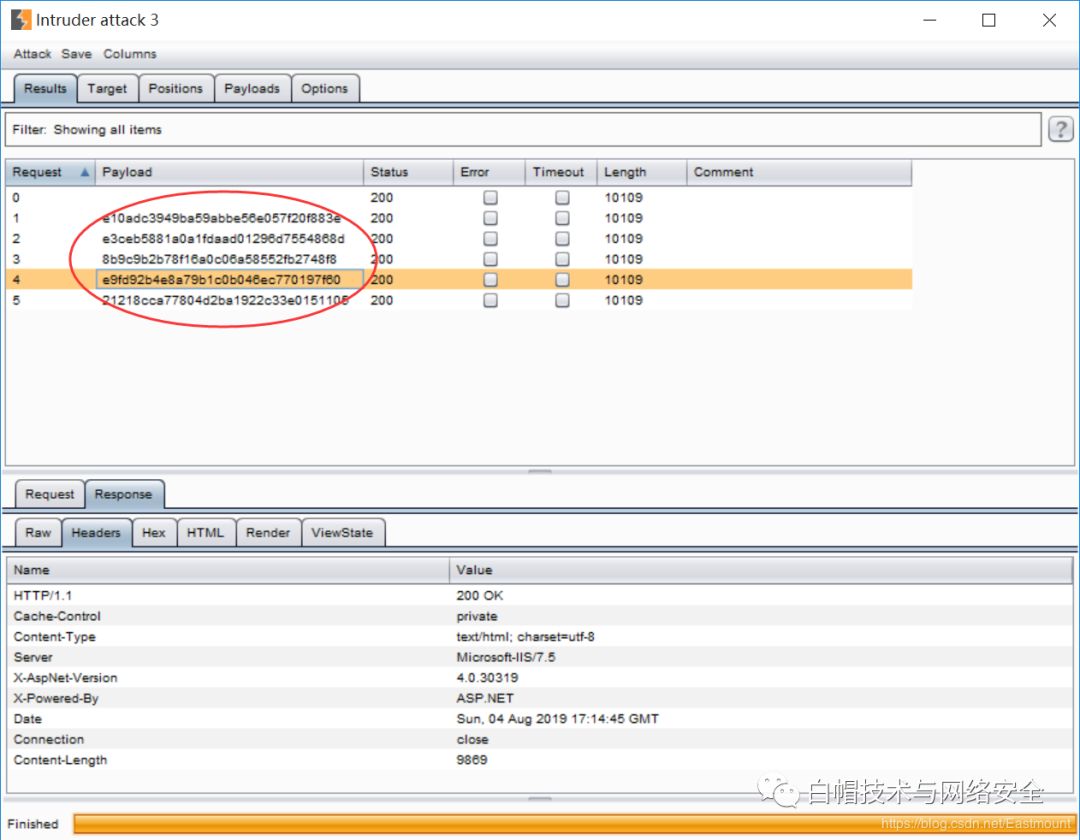 Intruder attack 3
Attack Save Columns
Results Target Positions Payloads Options
Filter: Showing all items ?
Request Payload Status Error Timeout Length Comment
0 200 10109
1 e10adc3949ba59abbe56e057f20f883e 200 10109
2 e3ceb5881a0a1fdaad01296d7554868d 200 10109
3 8b9c9b2b78f16a0c06a58552fb2748f8 200 10109
4 e9fd92b4e8a79b1c0b046ec770197f60 200 10109
5 21218cca77804d2ba1922c33e0151105 200 10109
Request Response
Raw Headers Hex HTML Render ViewState
Name Value
HTTP/1.1 200 OK
Cache-Control private
Content-Type text/html; charset=utf-8
Server Microsoft-IIS/7.5
X-AspNet-Version 4.0.30319
X-Powered-By ASP.NET
Date Sun, 04 Aug 2019 17:14:45 GMT
Connection close
Content-Length 9869
白帽技术与网络安全
Finished
https://blog.csdn.net/Eastmount